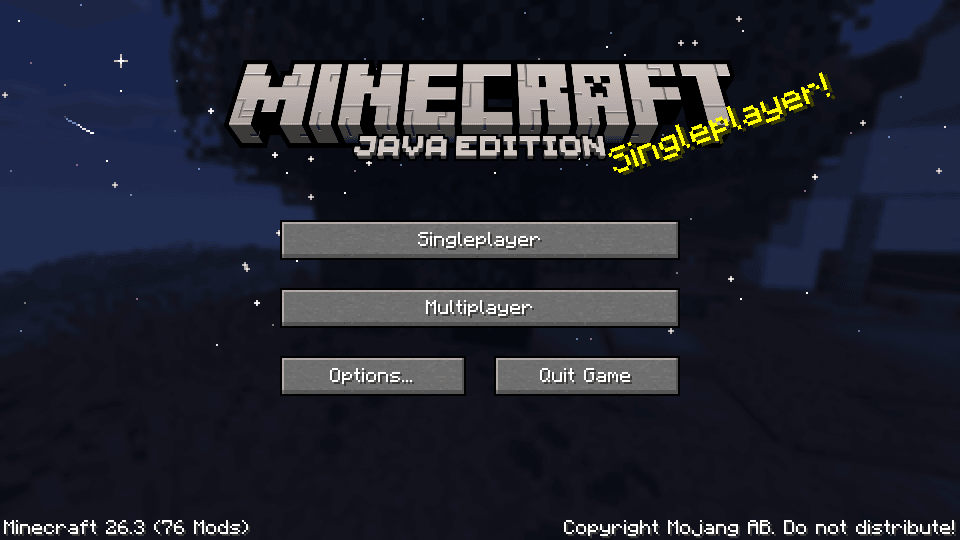 MINECRAFT
JAVA EDITION
Singleplayer!
Singleplayer
Multiplayer
Options...
Quit Game
Minecraft 26.3 (76 Mods)
Copyright Mojang AB. Do not distribute!